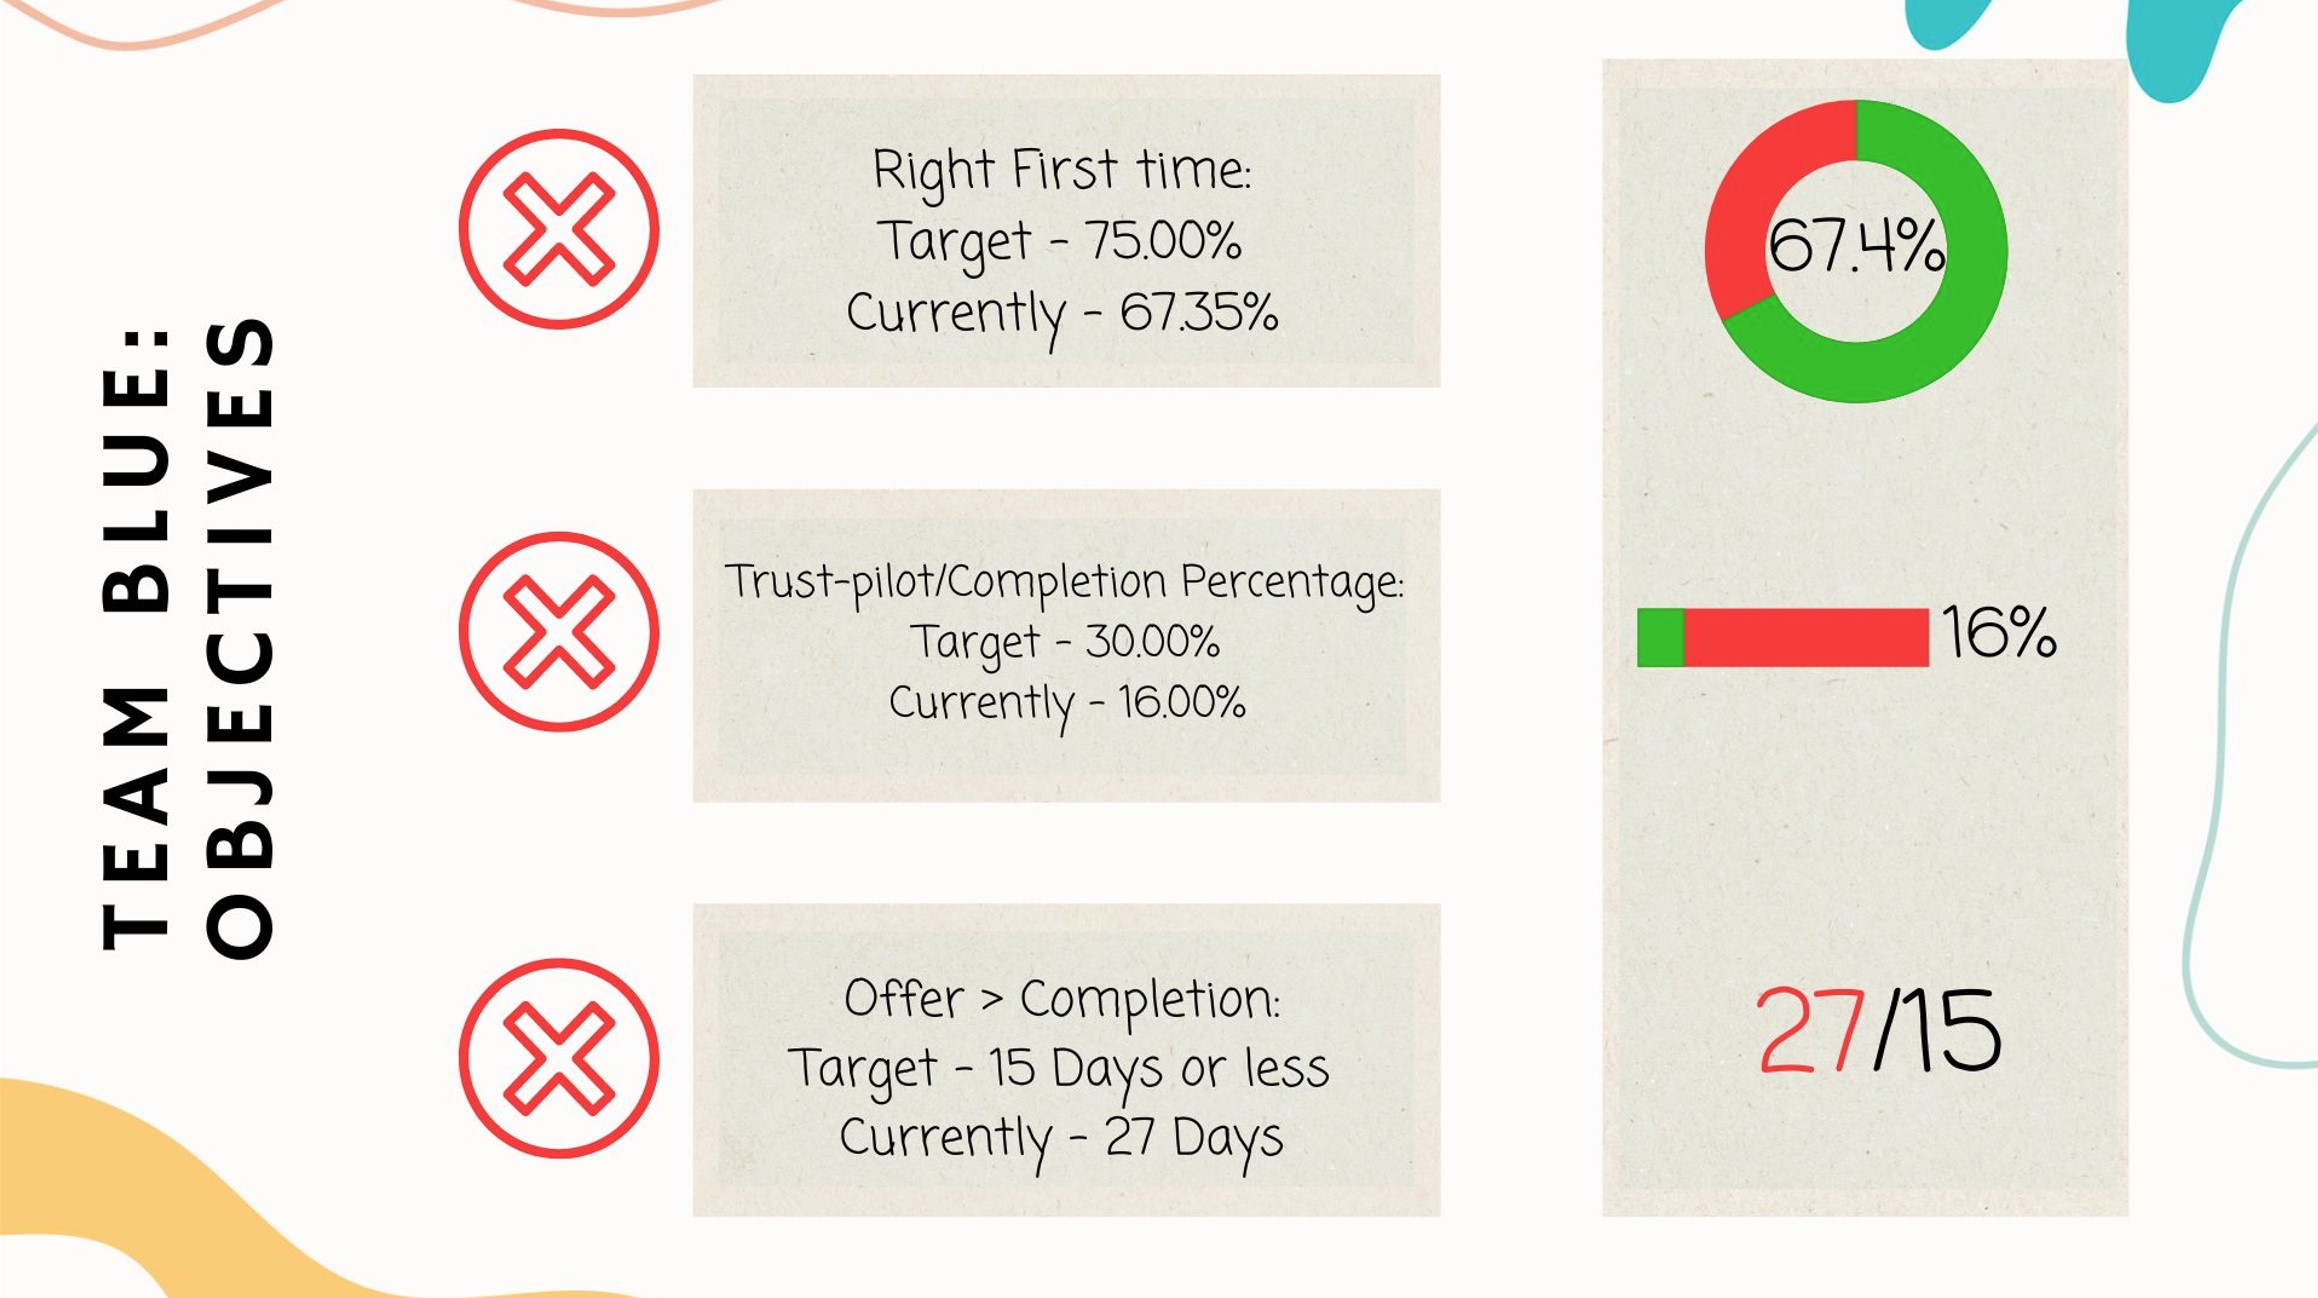 TEAM BLUE:
OBJECTIVES
Right First time:
Target - 75.00%
Currently - 67.35%
67.4%
Trust-pilot/Completion Percentage:
Target - 30.00%
Currently - 16.00%
16%
Offer > Completion:
Target - 15 Days or less
Currently - 27 Days
27/15